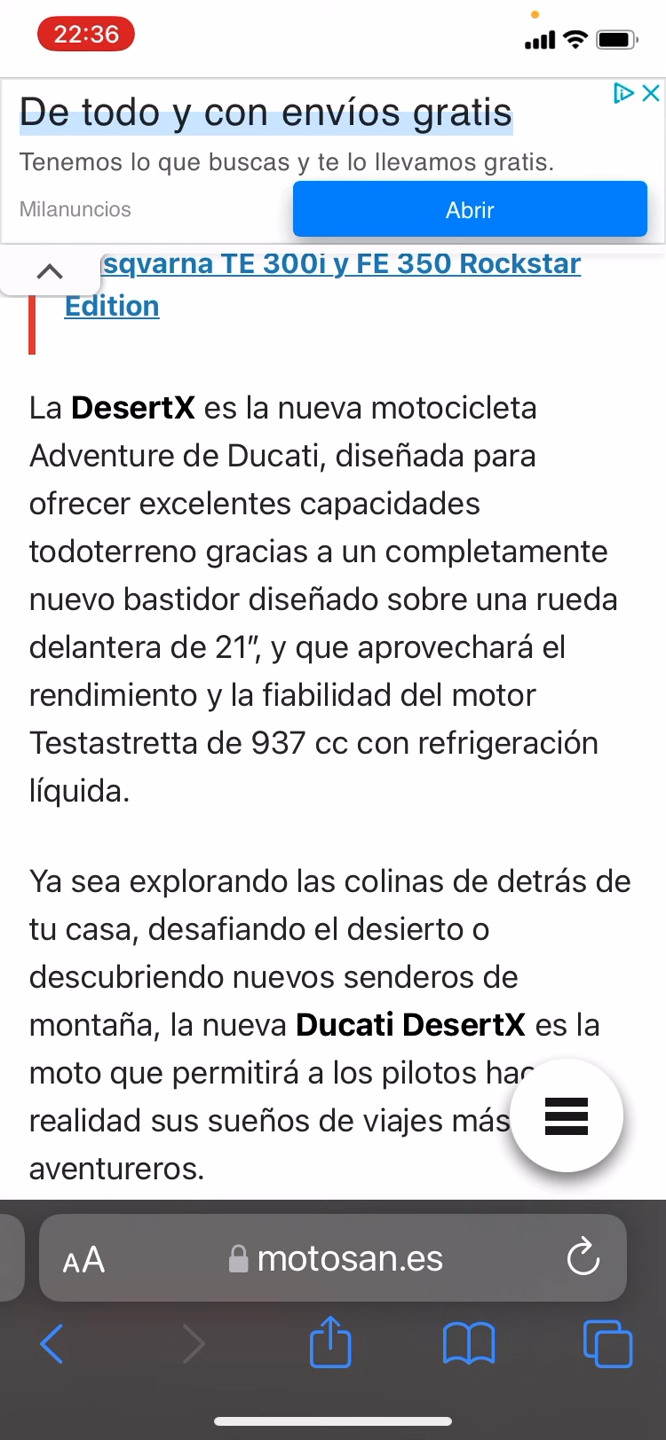 22:36
De todo y con envíos gratis
Tenemos lo que buscas y te lo llevamos gratis.
Milanuncios
Abrir
sqvarna TE 300i y FE 350 Rockstar
Edition
La DesertX es la nueva motocicleta
Adventure de Ducati, diseñada para
ofrecer excelentes capacidades
todoterreno gracias a un completamente
nuevo bastidor diseñado sobre una rueda
delantera de 21”, y que aprovechará el
rendimiento y la fiabilidad del motor
Testastretta de 937 cc con refrigeración
líquida.
Ya sea explorando las colinas de detrás de
tu casa, desafiando el desierto o
descubriendo nuevos senderos de
montaña, la nueva Ducati DesertX es la
moto que permitirá a los pilotos
realidad sus sueños de viajes más
aventureros.
AA
motosan.es